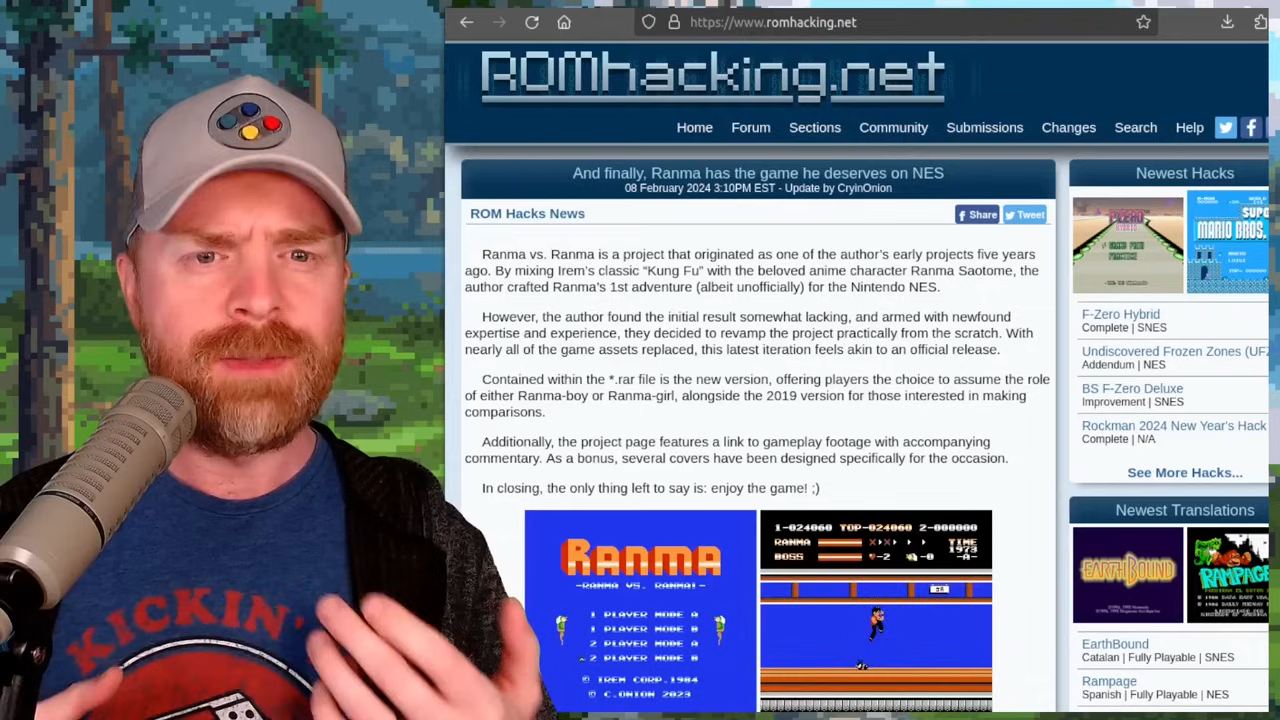 https://www.romhacking.net
ROMhacking.net
Home Forum Sections Community Submissions Changes Search Help
And finally, Ranma has the game he deserves on NES
08 February 2024 3:10PM EST - Update by CryinOnion
ROM Hacks News
Share
Tweet
Ranma vs. Ranma is a project that originated as one of the author's early projects five years
ago. By mixing Irem's classic “Kung Fu” with the beloved anime character Ranma Saotome, the
author crafted Ranma's 1st adventure (albeit unofficially) for the Nintendo NES.
However, the author found the initial result somewhat lacking, and armed with newfound
expertise and experience, they decided to revamp the project practically from the scratch. With
nearly all of the game assets replaced, this latest iteration feels akin to an official release.
Contained within the *.rar file is the new version, offering players the choice to assume the role
of either Ranma-boy or Ranma-girl, alongside the 2019 version for those interested in making
comparisons.
Additionally, the project page features a link to gameplay footage with accompanying
commentary. As a bonus, several covers have been designed specifically for the occasion.
In closing, the only thing left to say is: enjoy the game! ;)
RANMA
-RANMA VS. RANMA!-
1 PLAYER MODE A
1 PLAYER MODE B
2 PLAYER MODE A
2 PLAYER MODE B
© IREM CORP.1984
© C.ONION 2023
1-024060 TOP-024060 2-000000
RANMA
TIME
BOSS
-2
-0
1973
-A-
Newest Hacks
SUPE
MARIO BROS.
F-Zero Hybrid
Complete | SNES
Undiscovered Frozen Zones (UFZ
Addendum | NES
BS F-Zero Deluxe
Improvement | SNES
Rockman 2024 New Year's Hack
Complete | N/A
See More Hacks...
Newest Translations
EARTHBOUND
RAMPAGE
EarthBound
Catalan | Fully Playable | SNES
Rampage
Spanish | Fully Playable | NES
KICKIN